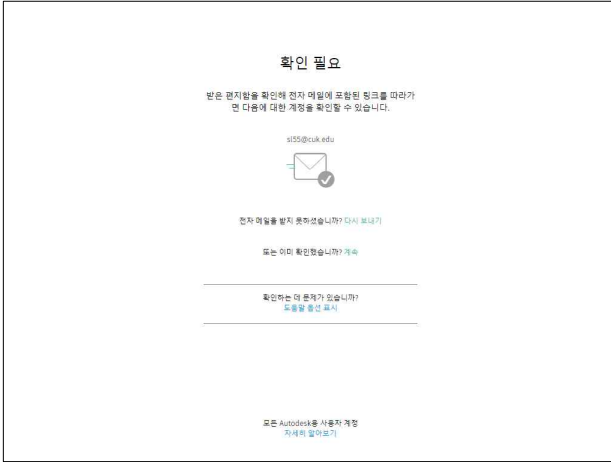 확인 필요
받은 편지함을 확인해 전자 메일에 포함된 링크를 따라가
면 다음에 대한 계정을 확인할 수 있습니다.
sl55@cuk.edu
전자 메일을 받지 못하셨습니까? 다시 보내기
또는 이미 확인했습니까? 계속
확인하는 데 문제가 있습니까?
도움말 옵션 표시
모든 Autodesk용 사용자 계정
자세히 알아보기